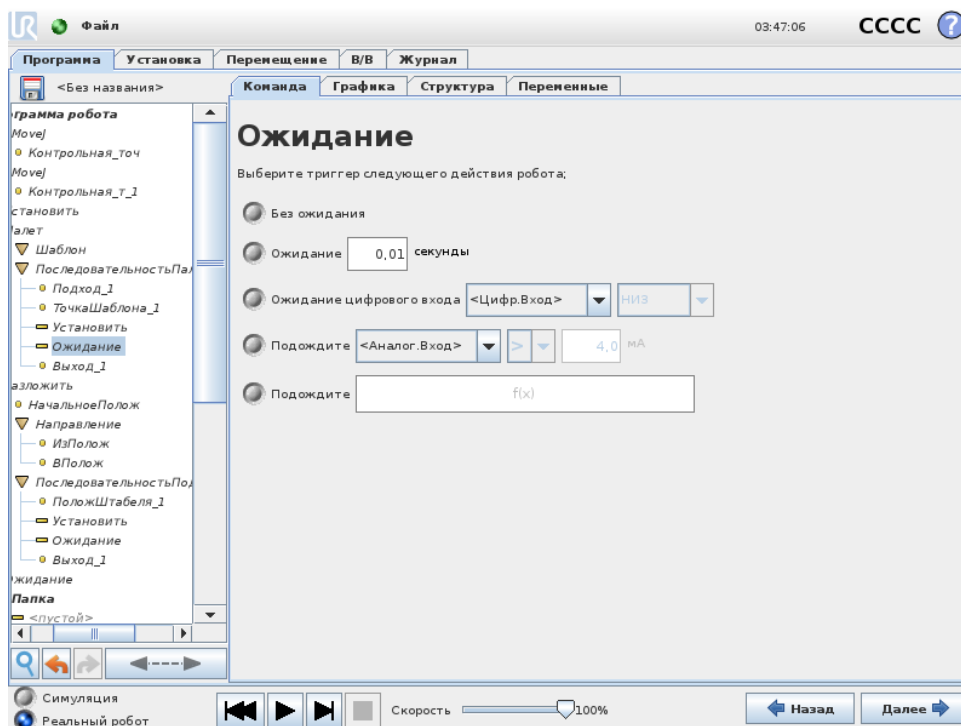 UR Файл 03:47:06 CCCC ?
Программа Установка Перемещение В/В Журнал
<Без названия>
Команда Графика Структура Переменные
грамма робота
MoveJ
Контрольная_точ
MoveJ
Контрольная_т_1
становить
алет
Шаблон
ПоследовательностьПал
Подход_1
ТочкаШаблона_1
Установить
Ожидание
Выход_1
азложить
НачальноеПолож
Направление
ИзПолож
ВПолож
ПоследовательностьПод
ПоложШтабеля_1
Установить
Ожидание
Выход_1
жидание
Папка
<пустой>
Ожидание
Выберите триггер следующего действия робота;
Без ожидания
Ожидание 0,01 секунды
Ожидание цифрового входа <Цифр.Вход> НИЗ
Подождите <Аналог.Вход> > 4,0 мА
Подождите f(x)
Симуляция
Реальный робот
Скорость 100%
Назад Далее